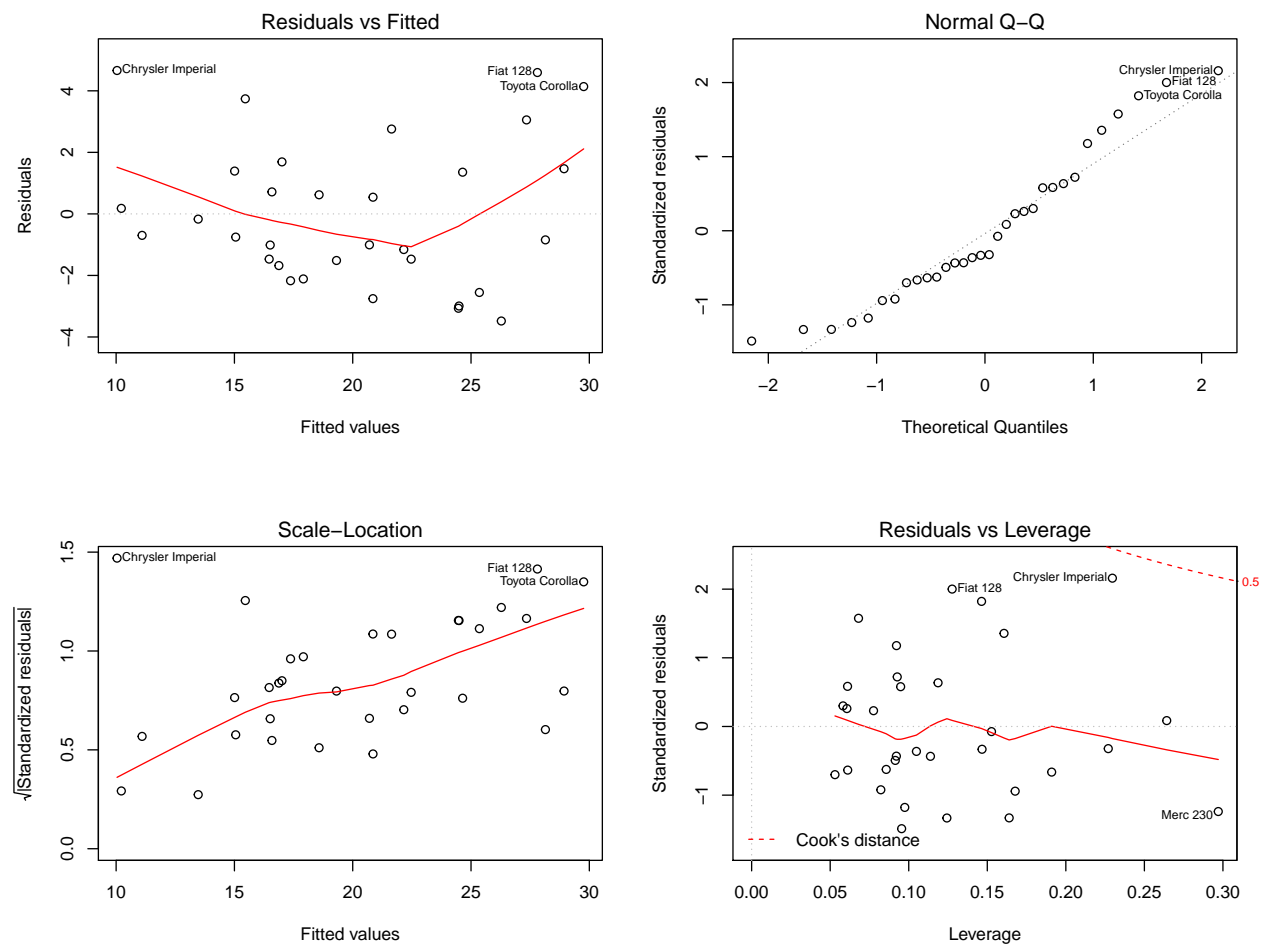 Residuals vs Fitted
Chrysler Imperial
Fiat 128
Toyota Corolla
Residuals
4
2
0
−2
−4
10 15 20 25 30
Fitted values
Normal Q−Q
Chrysler Imperial
Fiat 128
Toyota Corolla
Standardized residuals
2
1
0
−1
−2 −1 0 1 2
Theoretical Quantiles
Scale−Location
Chrysler Imperial
Fiat 128
Toyota Corolla
√|Standardized residuals|
1.5
1.0
0.5
0.0
10 15 20 25 30
Fitted values
Residuals vs Leverage
Chrysler Imperial
Fiat 128
0.5
Merc 230
Cook's distance
Standardized residuals
2
1
0
−1
0.00 0.05 0.10 0.15 0.20 0.25 0.30
Leverage